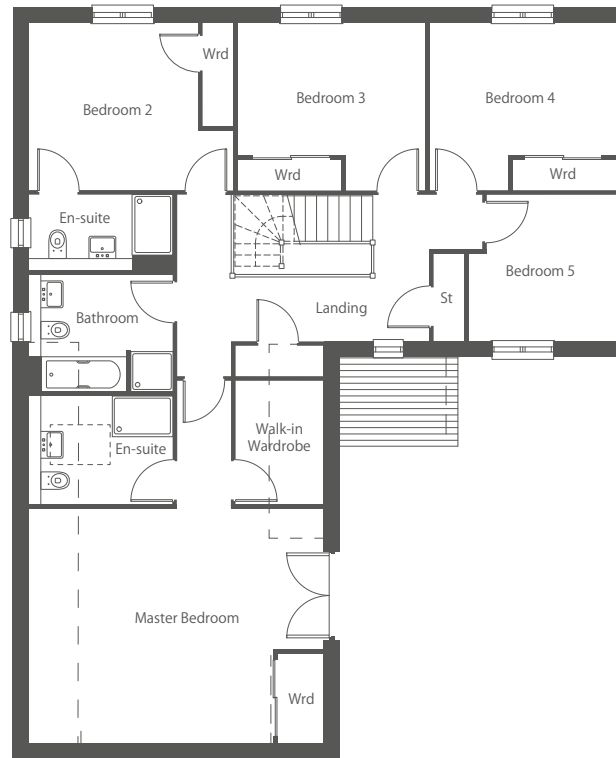 Wrd
Bedroom 2
Bedroom 3
Bedroom 4
Wrd
Wrd
En-suite
Bedroom 5
Landing
St
Bathroom
Walk-in
Wardrobe
En-suite
Master Bedroom
Wrd